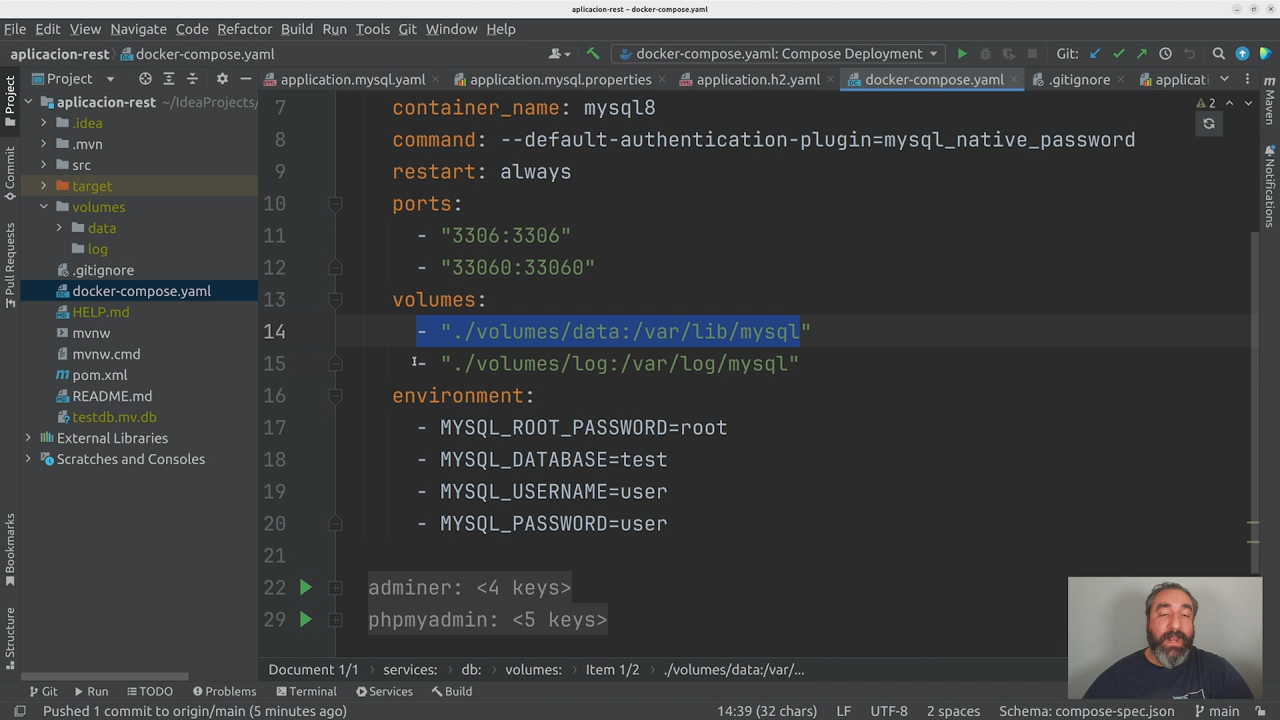 aplicacion-rest – docker-compose.yaml
File Edit View Navigate Code Refactor Build Run Tools Git Window Help
aplicacion-rest docker-compose.yaml docker-compose.yaml: Compose Deployment Git:
Project application.mysql.yaml application.mysql.properties application.h2.yaml docker-compose.yaml .gitignore applicati
Project
Commit
Pull Requests
Bookmarks
Structure
aplicacion-rest ~/IdeaProjects/
.idea
.mvn
src
target
volumes
data
log
.gitignore
docker-compose.yaml
HELP.md
mvnw
mvnw.cmd
pom.xml
README.md
testdb.mv.db
External Libraries
Scratches and Consoles
7 container_name: mysql8
8 command: --default-authentication-plugin=mysql_native_password
9 restart: always
10 ports:
11 - "3306:3306"
12 - "33060:33060"
13 volumes:
14 - "./volumes/data:/var/lib/mysql"
15 - "./volumes/log:/var/log/mysql"
16 environment:
17 - MYSQL_ROOT_PASSWORD=root
18 - MYSQL_DATABASE=test
19 - MYSQL_USERNAME=user
20 - MYSQL_PASSWORD=user
21
22 adminer: <4 keys>
29 phpmyadmin: <5 keys>
2
m
Maven
Notifications
Document 1/1 services: db: volumes: Item 1/2 ./volumes/data:/var/...
Git Run TODO Problems Terminal Services Build
Pushed 1 commit to origin/main (5 minutes ago) 14:39 (32 chars) LF UTF-8 2 spaces Schema: compose-spec.json main